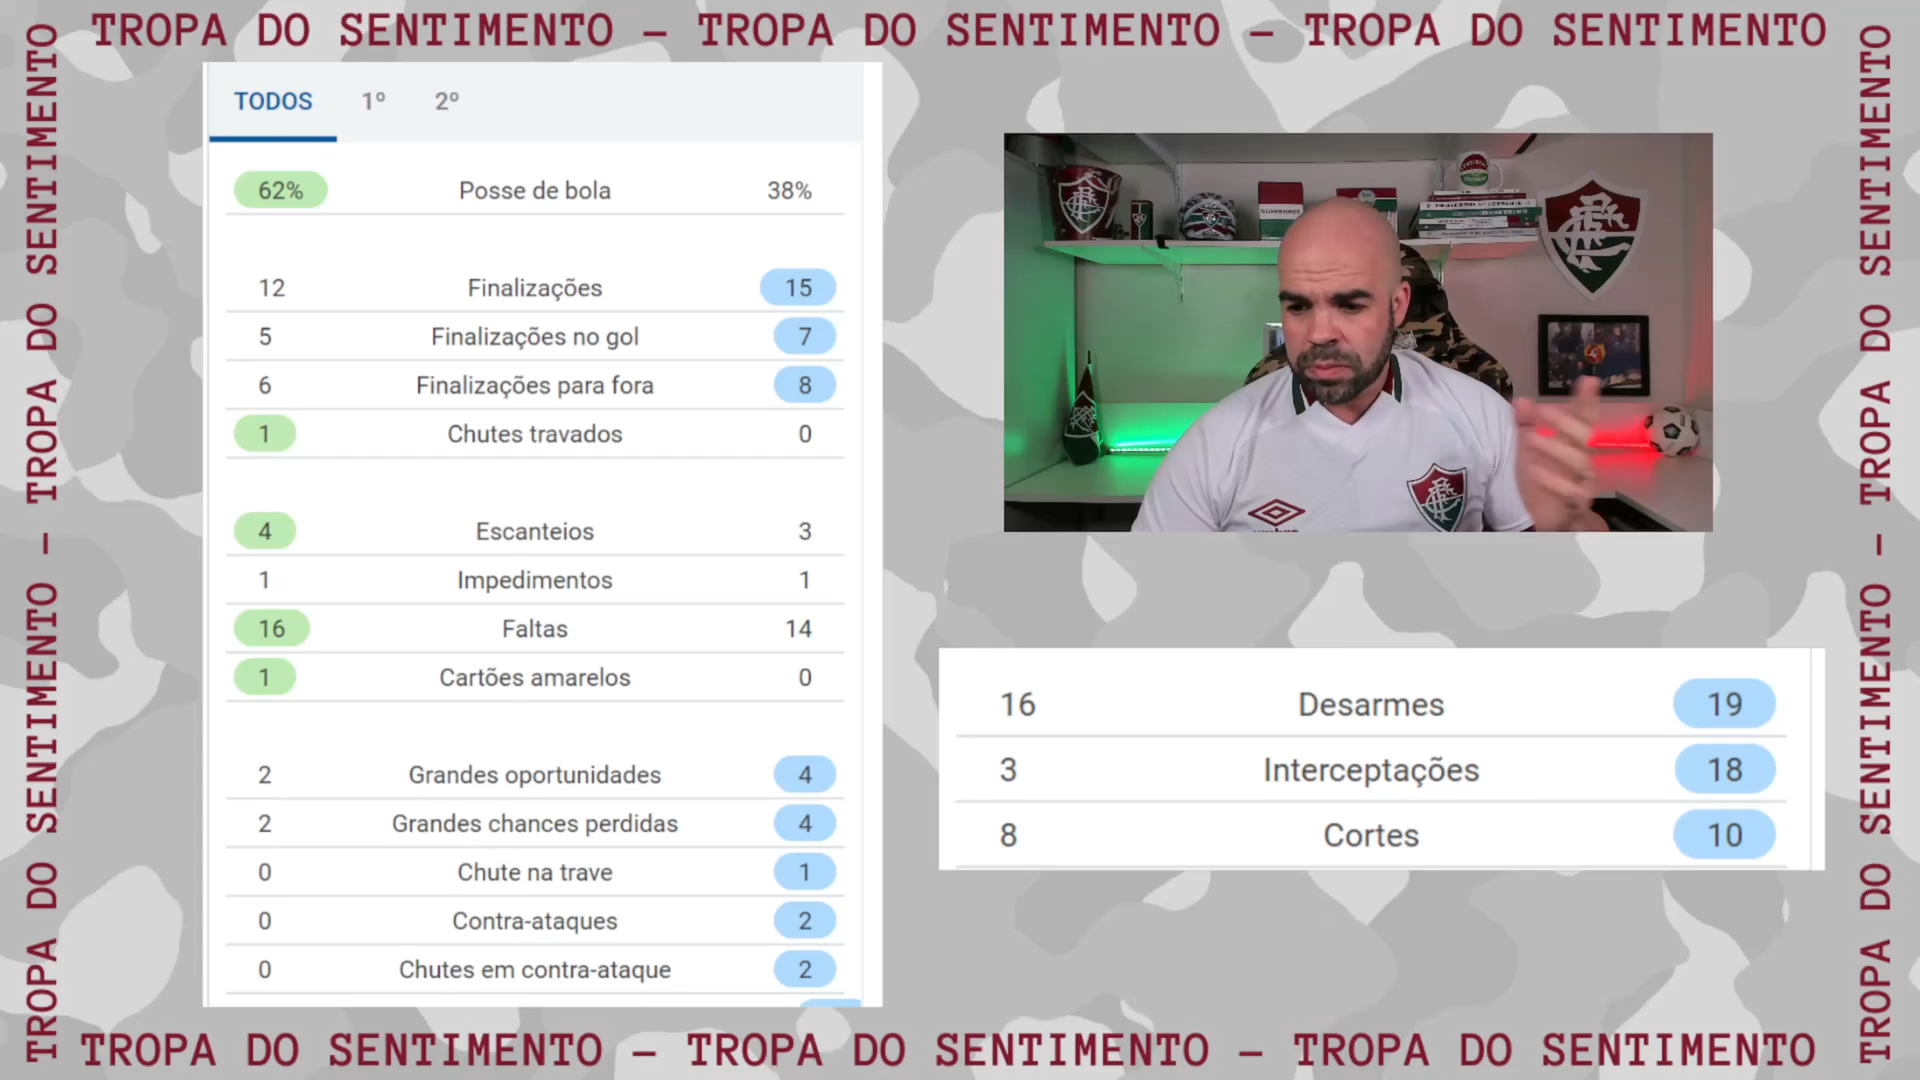 TROPA DO SENTIMENTO – TROPA DO SENTIMENTO – TROPA DO SENTIMENTO
TROPA DO SENTIMENTO – TROPA DO SENTIMENTO
TODOS 1º 2º
62% Posse de bola 38%
12 Finalizações 15
5 Finalizações no gol 7
6 Finalizações para fora 8
1 Chutes travados 0
4 Escanteios 3
1 Impedimentos 1
16 Faltas 14
1 Cartões amarelos 0
2 Grandes oportunidades 4
2 Grandes chances perdidas 4
0 Chute na trave 1
0 Contra-ataques 2
0 Chutes em contra-ataque 2
16 Desarmes 19
3 Interceptações 18
8 Cortes 10
TROPA DO SENTIMENTO – TROPA DO SENTIMENTO
TROPA DO SENTIMENTO – TROPA DO SENTIMENTO – TROPA DO SENTIMENTO